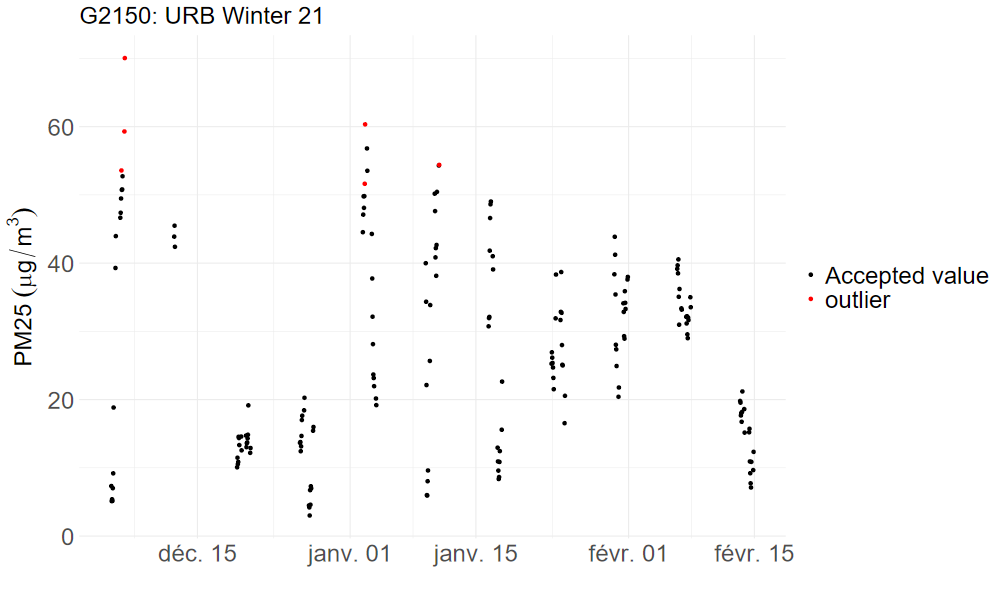 G2150: URB Winter 21
PM25 (μg/m³)
60
40
20
0
déc. 15
janv. 01
janv. 15
févr. 01
févr. 15
Accepted value
outlier